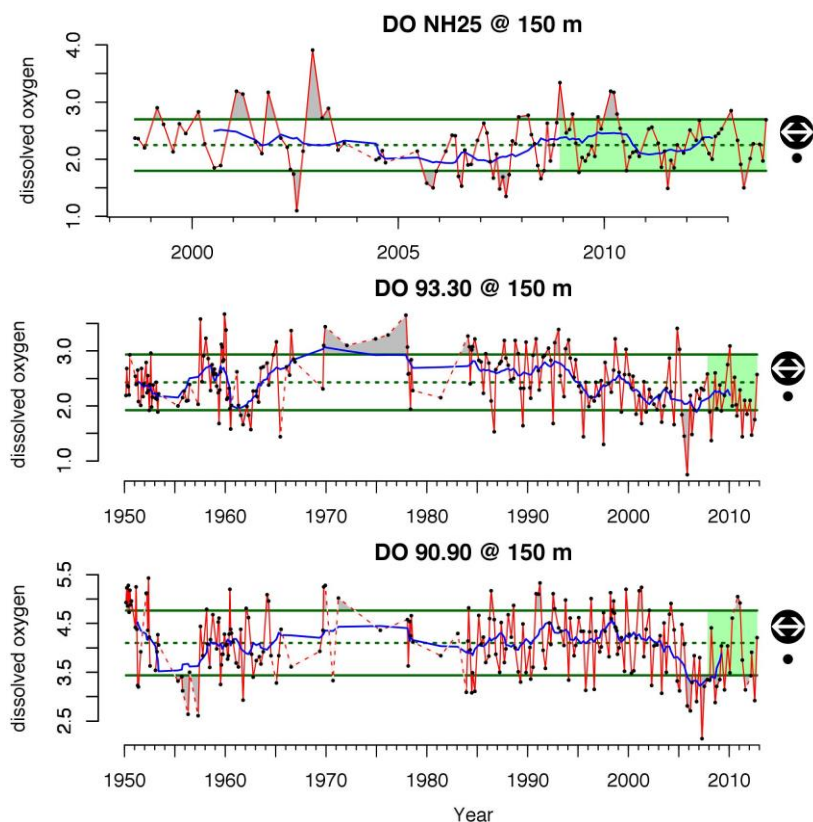 DO NH25 @ 150 m
dissolved oxygen
4.0
3.0
2.0
1.0
2000 2005 2010
DO 93.30 @ 150 m
dissolved oxygen
3.0
2.0
1.0
1950 1960 1970 1980 1990 2000 2010
DO 90.90 @ 150 m
dissolved oxygen
5.5
4.5
3.5
2.5
1950 1960 1970 1980 1990 2000 2010
Year